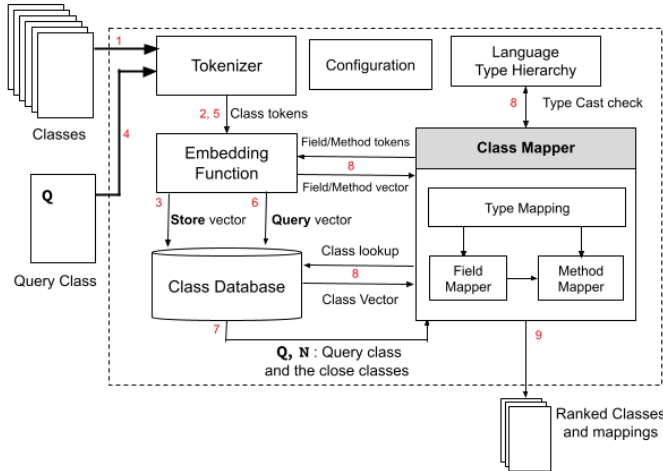 1
Tokenizer
Configuration
Language
Type Hierarchy
Classes
4
2, 5
Class tokens
8
Type Cast check
Embedding
Function
Field/Method tokens
8
Field/Method vector
Class Mapper
Q
Query Class
3
6
Store vector
Query vector
Type Mapping
Field
Mapper
Method
Mapper
Class Database
Class lookup
8
Class Vector
7
Q, N : Query class
and the close classes
9
Ranked Classes
and mappings